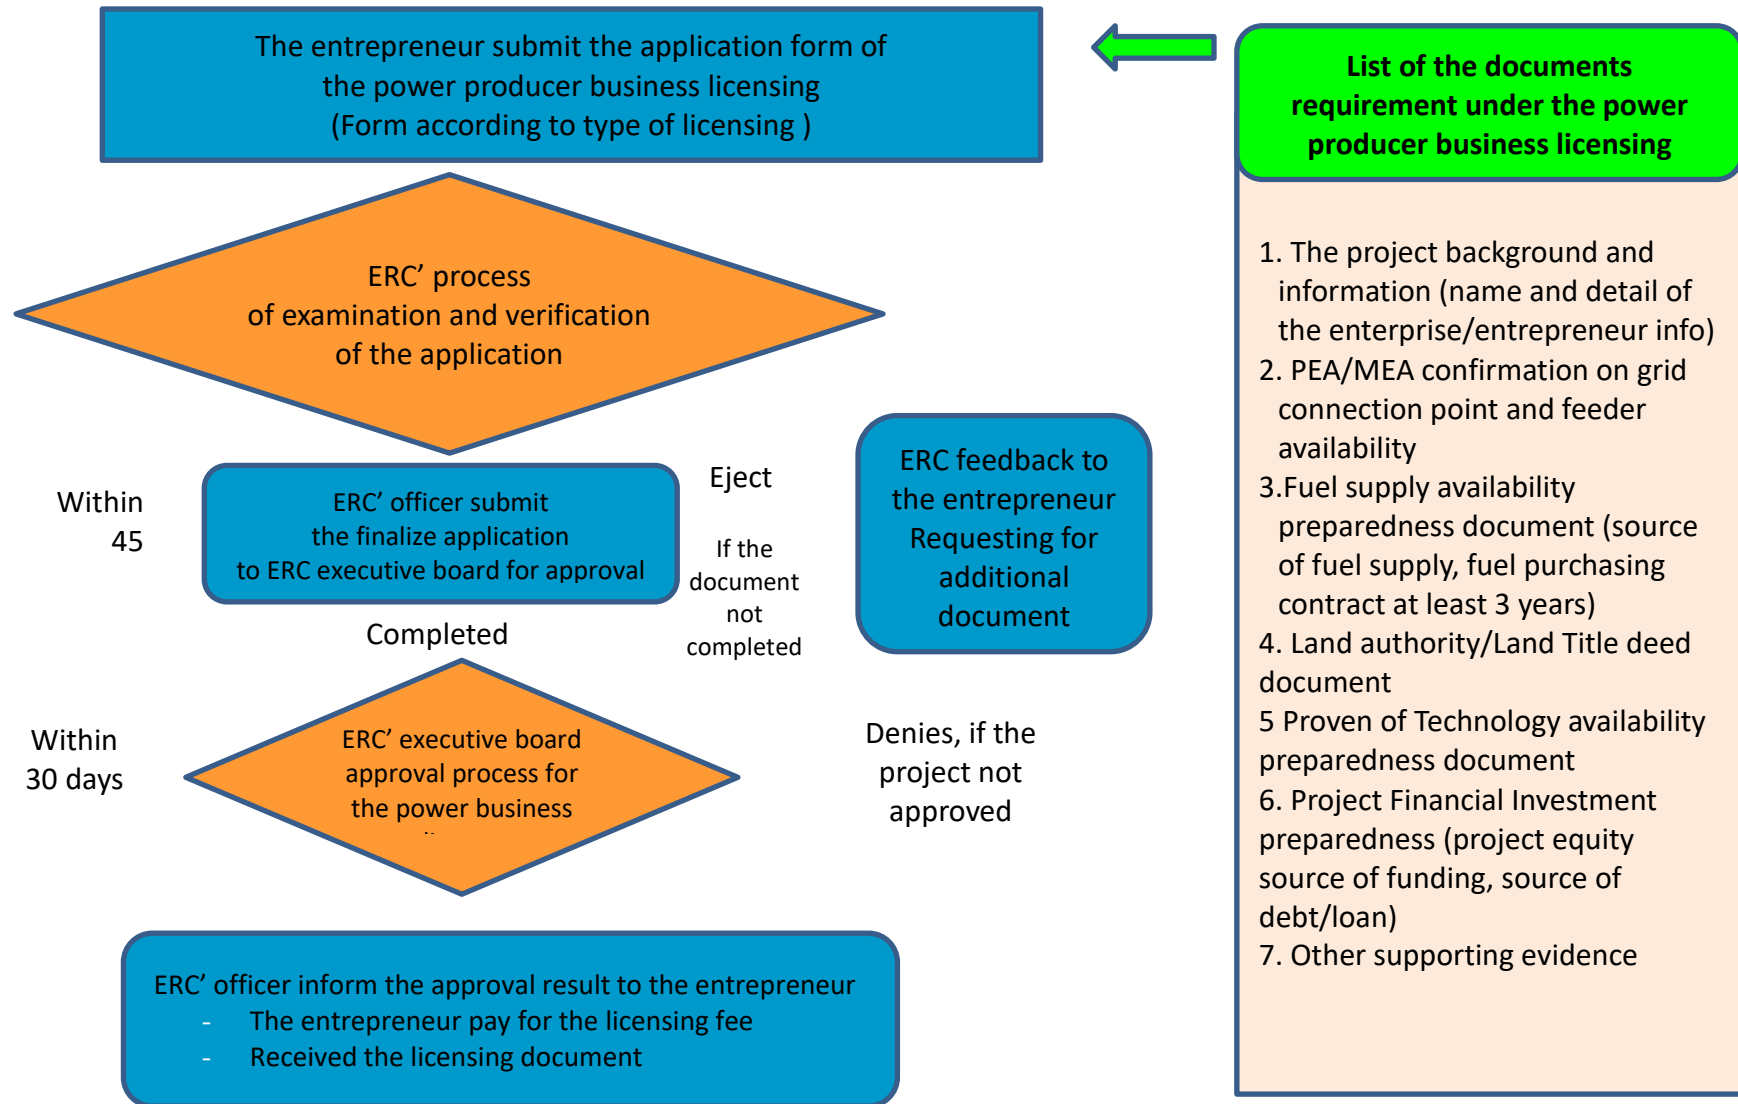 The entrepreneur submit the application form of
the power producer business licensing
(Form according to type of licensing )
List of the documents
requirement under the power
producer business licensing
ERC’ process
of examination and verification
of the application
1. The project background and
information (name and detail of
the enterprise/entrepreneur info)
2. PEA/MEA confirmation on grid
connection point and feeder
availability
3.Fuel supply availability
preparedness document (source
of fuel supply, fuel purchasing
contract at least 3 years)
4. Land authority/Land Title deed
document
5 Proven of Technology availability
preparedness document
6. Project Financial Investment
preparedness (project equity
source of funding, source of
debt/loan)
7. Other supporting evidence
Within
45
ERC’ officer submit
the finalize application
to ERC executive board for approval
Eject
If the
document
not
completed
ERC feedback to
the entrepreneur
Requesting for
additional
document
Completed
Within
30 days
ERC’ executive board
approval process for
the power business
Denies, if the
project not
approved
ERC’ officer inform the approval result to the entrepreneur
- The entrepreneur pay for the licensing fee
- Received the licensing document